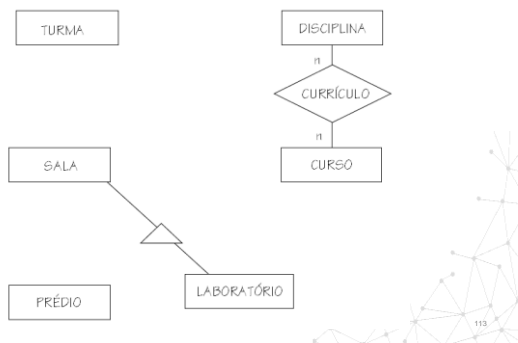 TURMA
DISCIPLINA
n
CURRÍCULO
n
SALA
CURSO
LABORATÓRIO
PRÉDIO
113